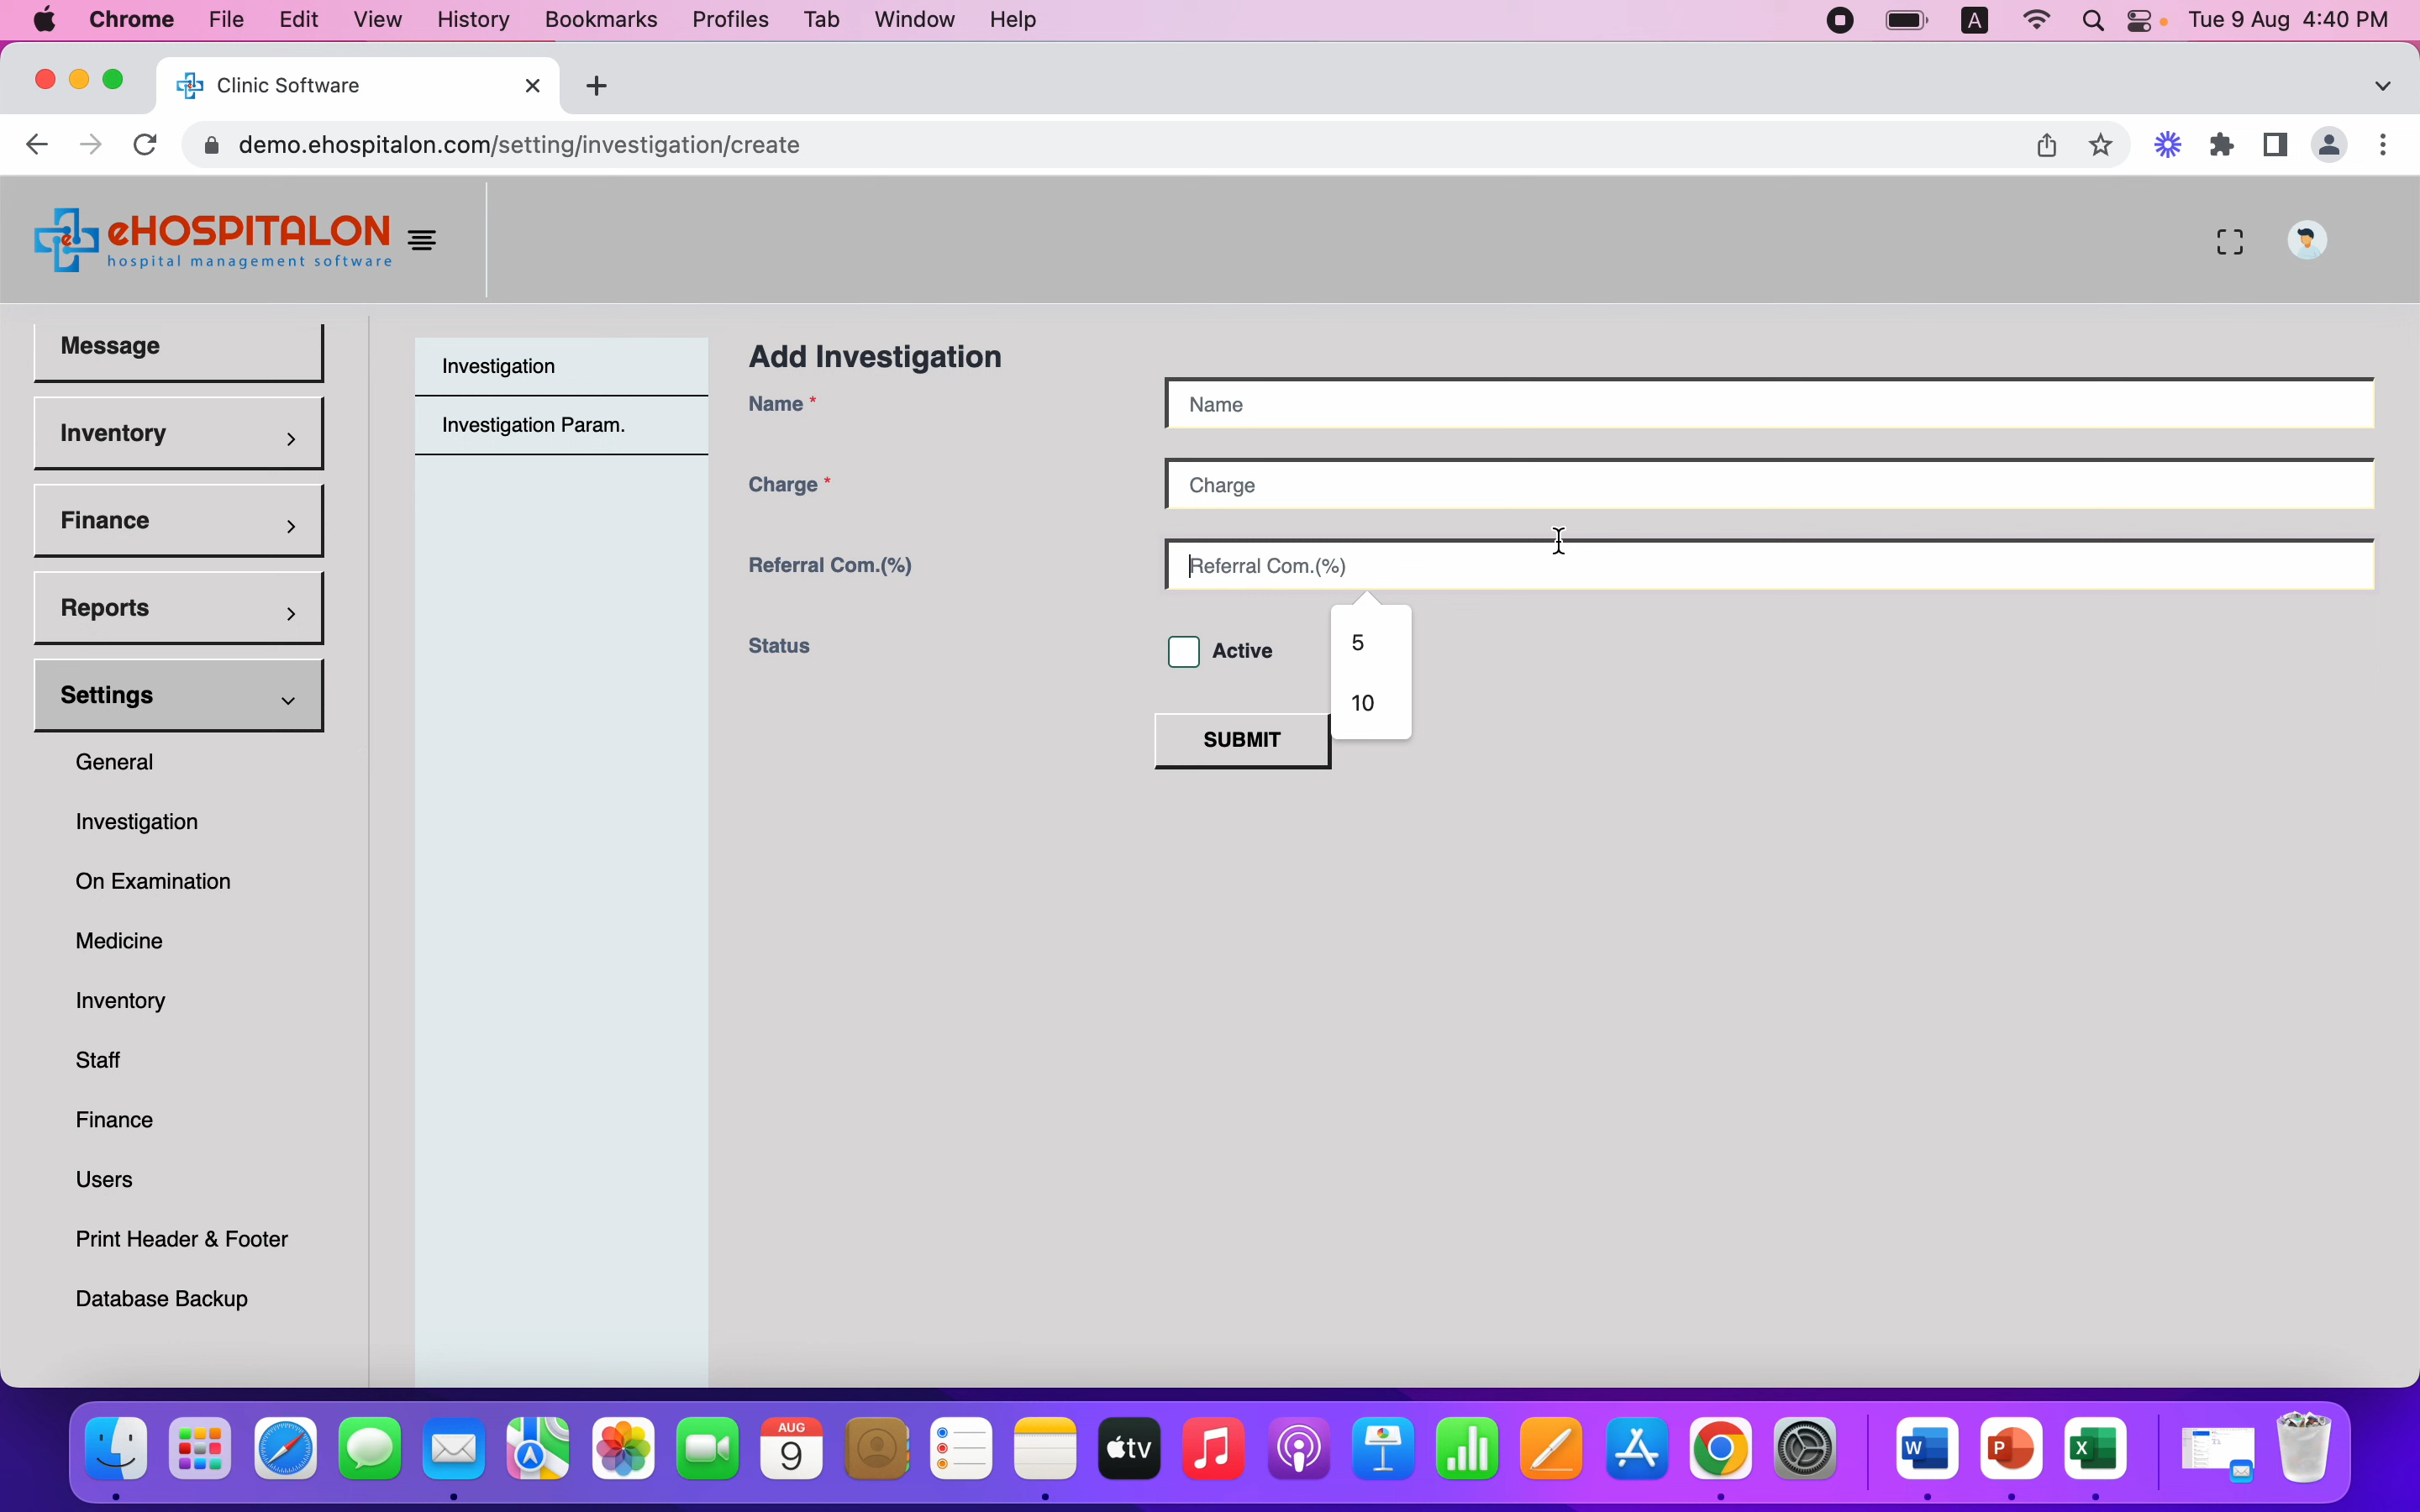 Chrome File Edit View History Bookmarks Profiles Tab Window Help A Tue 9 Aug 4:40 PM
Clinic Software
demo.ehospitalon.com/setting/investigation/create
eHOSPITALON
hospital management software
Message
Inventory
Finance
Reports
Settings
General
Investigation
On Examination
Medicine
Inventory
Staff
Finance
Users
Print Header & Footer
Database Backup
Investigation
Investigation Param.
Add Investigation
Name * Name
Charge * Charge
Referral Com.(%) Referral Com.(%)
5
10
Status Active
SUBMIT
AUG
9
tv
W
P
X